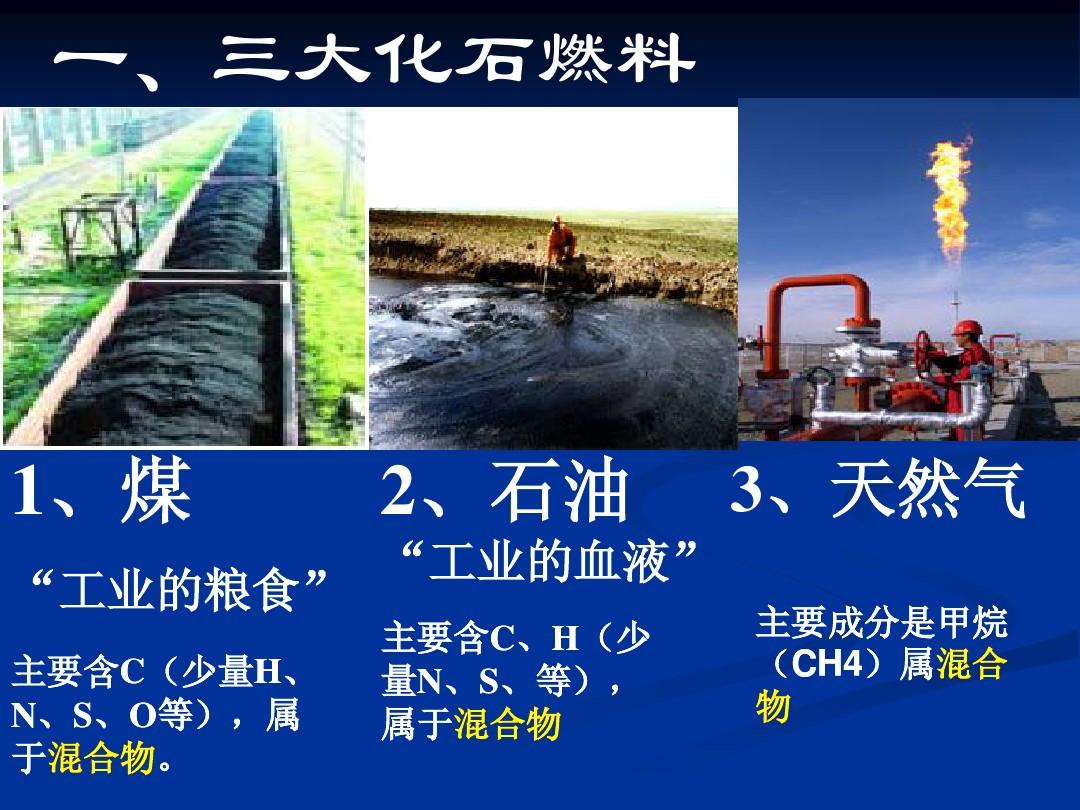 一、三大化石燃料
1、煤
“工业的粮食”
主要含C（少量H、
N、S、O等），属
于混合物。
2、石油
“工业的血液”
主要含C、H（少
量N、S、等），
属于混合物
3、天然气
主要成分是甲烷
（CH4）属混合
物